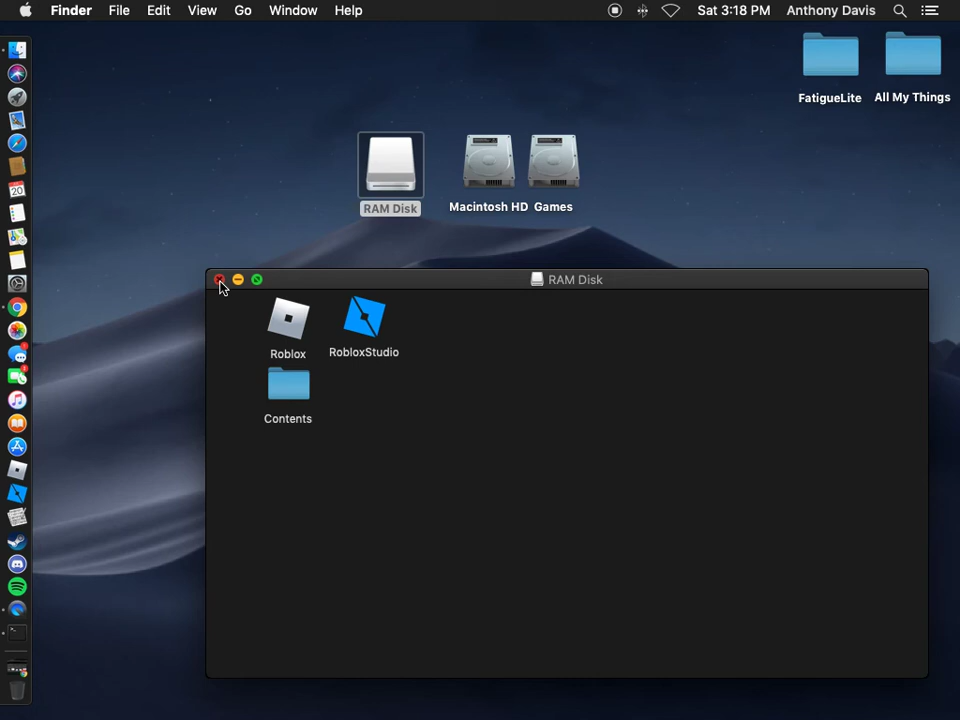 Finder File Edit View Go Window Help Sat 3:18 PM Anthony Davis
FatigueLite All My Things
RAM Disk Macintosh HD Games
RAM Disk
Roblox RobloxStudio
Contents
20